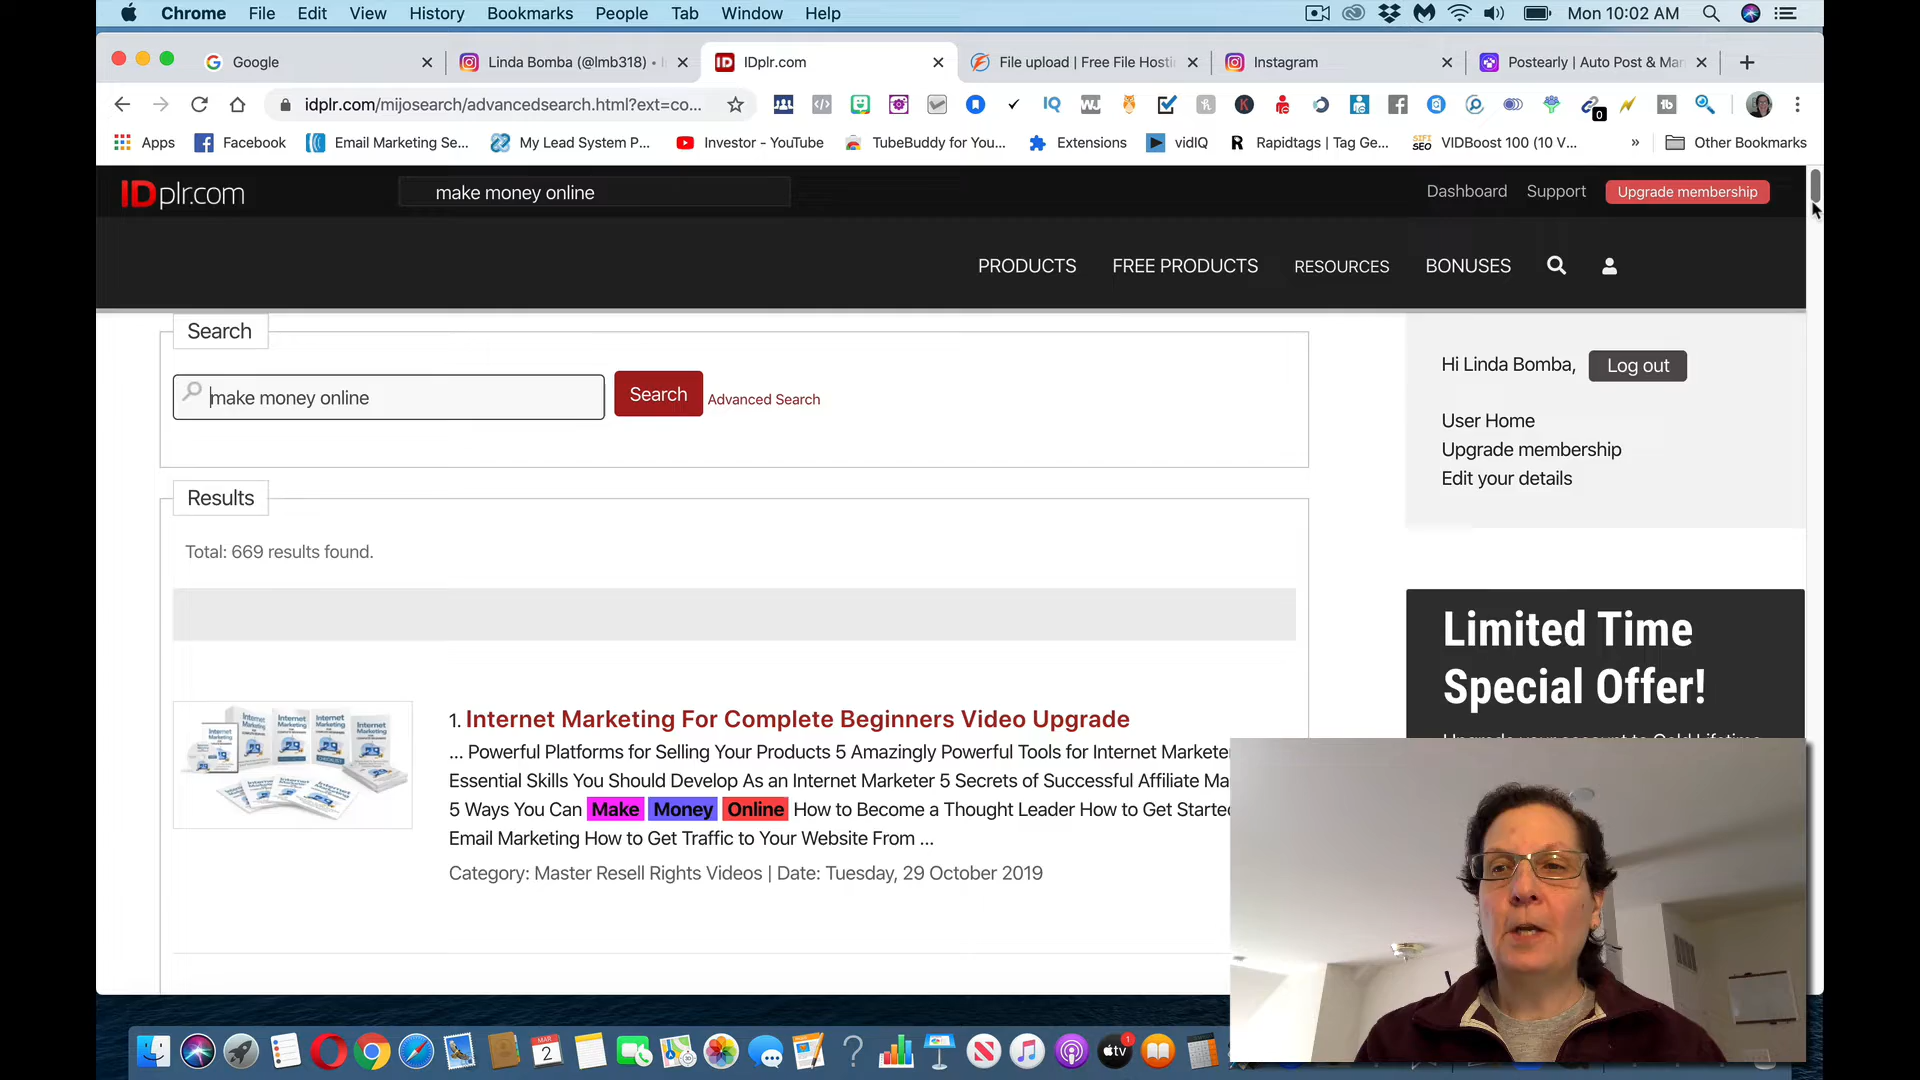 Chrome File Edit View History Bookmarks People Tab Window Help Mon 10:02 AM
Google
Linda Bomba (@lmb318) •
IDplr.com
File upload | Free File Hosti
Instagram
Postearly | Auto Post & Mar
idplr.com/mijosearch/advancedsearch.html?ext=co...
Apps Facebook Email Marketing Se... My Lead System P... Investor - YouTube TubeBuddy for You... Extensions vidIQ Rapidtags | Tag Ge... VIDBoost 100 (10 V... » Other Bookmarks
IDplr.com
make money online
Dashboard Support Upgrade membership
PRODUCTS FREE PRODUCTS RESOURCES BONUSES
Search
make money online
Search
Advanced Search
Hi Linda Bomba, Log out
User Home
Upgrade membership
Edit your details
Results
Total: 669 results found.
Limited Time
Special Offer!
1. Internet Marketing For Complete Beginners Video Upgrade
... Powerful Platforms for Selling Your Products 5 Amazingly Powerful Tools for Internet Markete
Essential Skills You Should Develop As an Internet Marketer 5 Secrets of Successful Affiliate Ma
5 Ways You Can Make Money Online How to Become a Thought Leader How to Get Starte
Email Marketing How to Get Traffic to Your Website From ...
Category: Master Resell Rights Videos | Date: Tuesday, 29 October 2019